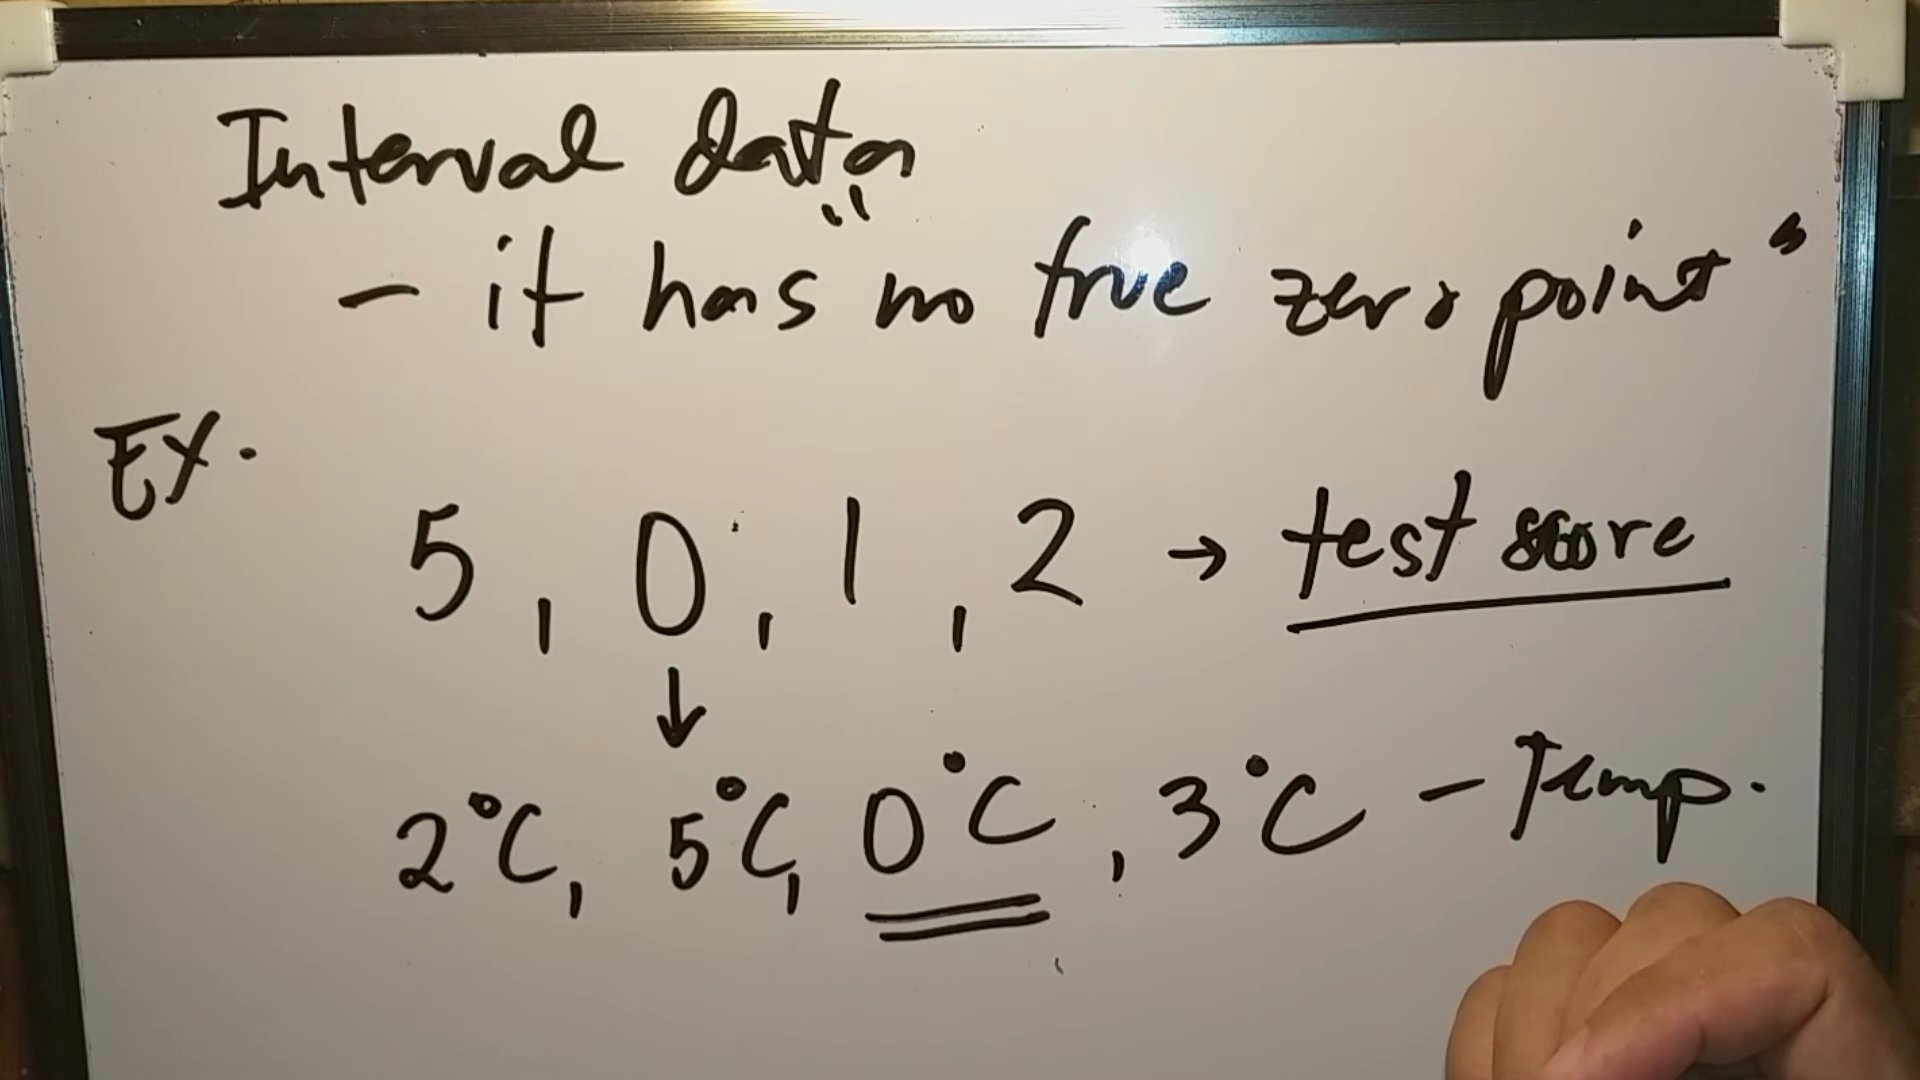 Interval data
- it has no "true zero point"
EX.
5, 0, 1, 2 → test score
↓
2°C, 5°C, 0°C, 3°C - Temp.